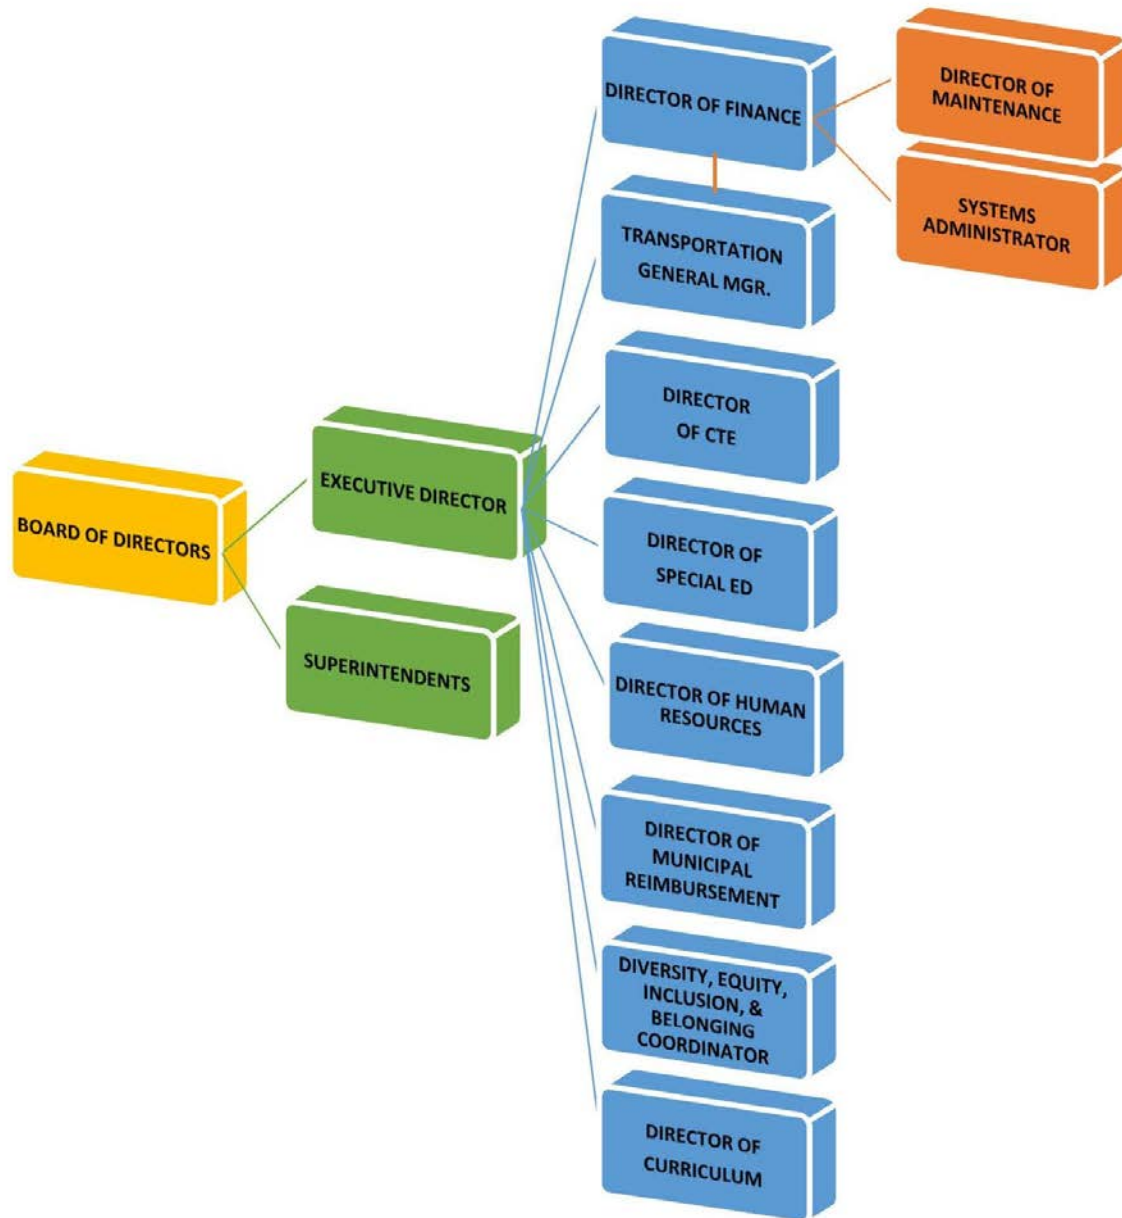 BOARD OF DIRECTORS
EXECUTIVE DIRECTOR
SUPERINTENDENTS
DIRECTOR OF FINANCE
TRANSPORTATION
GENERAL MGR.
DIRECTOR
OF CTE
DIRECTOR OF
SPECIAL ED
DIRECTOR OF HUMAN
RESOURCES
DIRECTOR OF
MUNICIPAL
REIMBURSEMENT
DIVERSITY, EQUITY,
INCLUSION, &
BELONGING
COORDINATOR
DIRECTOR OF
CURRICULUM
DIRECTOR OF
MAINTENANCE
SYSTEMS
ADMINISTRATOR